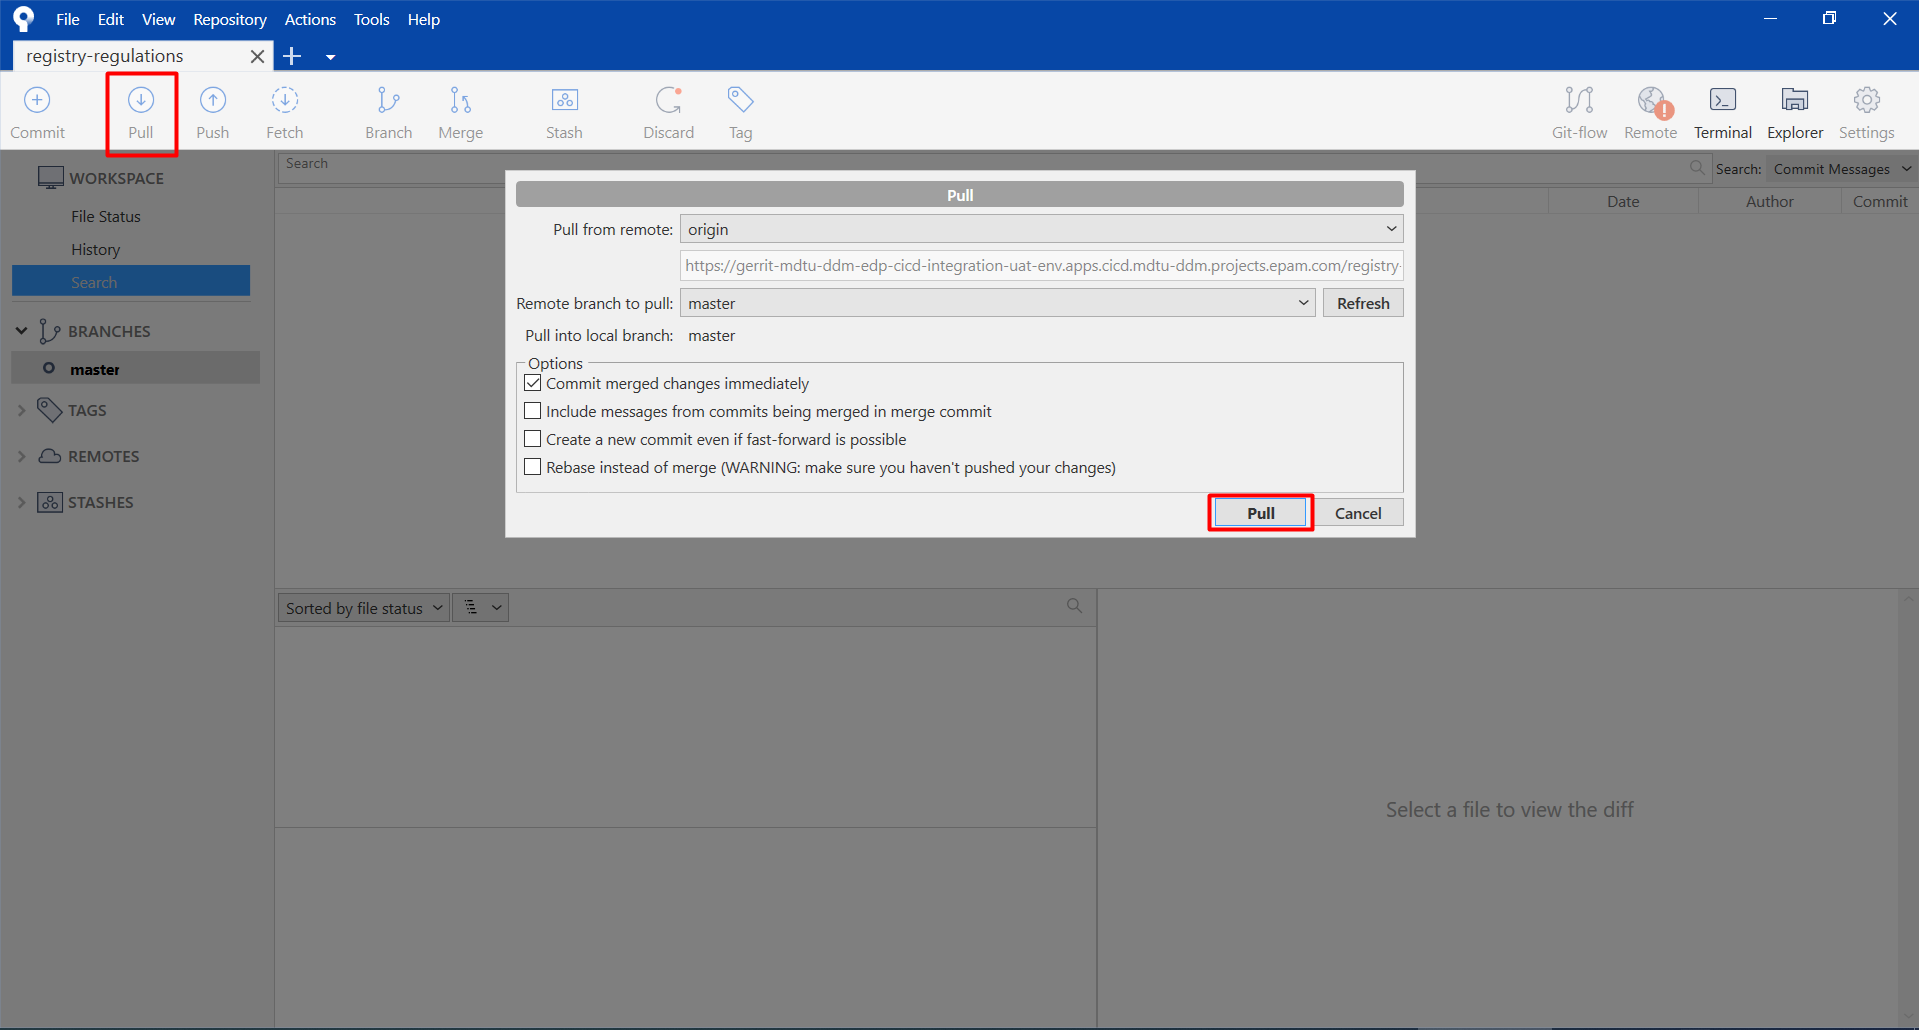 File Edit View Repository Actions Tools Help
registry-regulations
Commit Pull Push Fetch Branch Merge Stash Discard Tag Git-flow Remote Terminal Explorer Settings
WORKSPACE
File Status
History
Search
BRANCHES
master
TAGS
REMOTES
STASHES
Search
Search: Commit Messages
Date Author Commit
Pull
Pull from remote: origin
https://gerrit-mdtu-ddm-edp-cicd-integration-uat-env.apps.cicd.mdtu-ddm.projects.epam.com/registry-
Remote branch to pull: master Refresh
Pull into local branch: master
Options
Commit merged changes immediately
Include messages from commits being merged in merge commit
Create a new commit even if fast-forward is possible
Rebase instead of merge (WARNING: make sure you haven't pushed your changes)
Pull Cancel
Sorted by file status
Select a file to view the diff